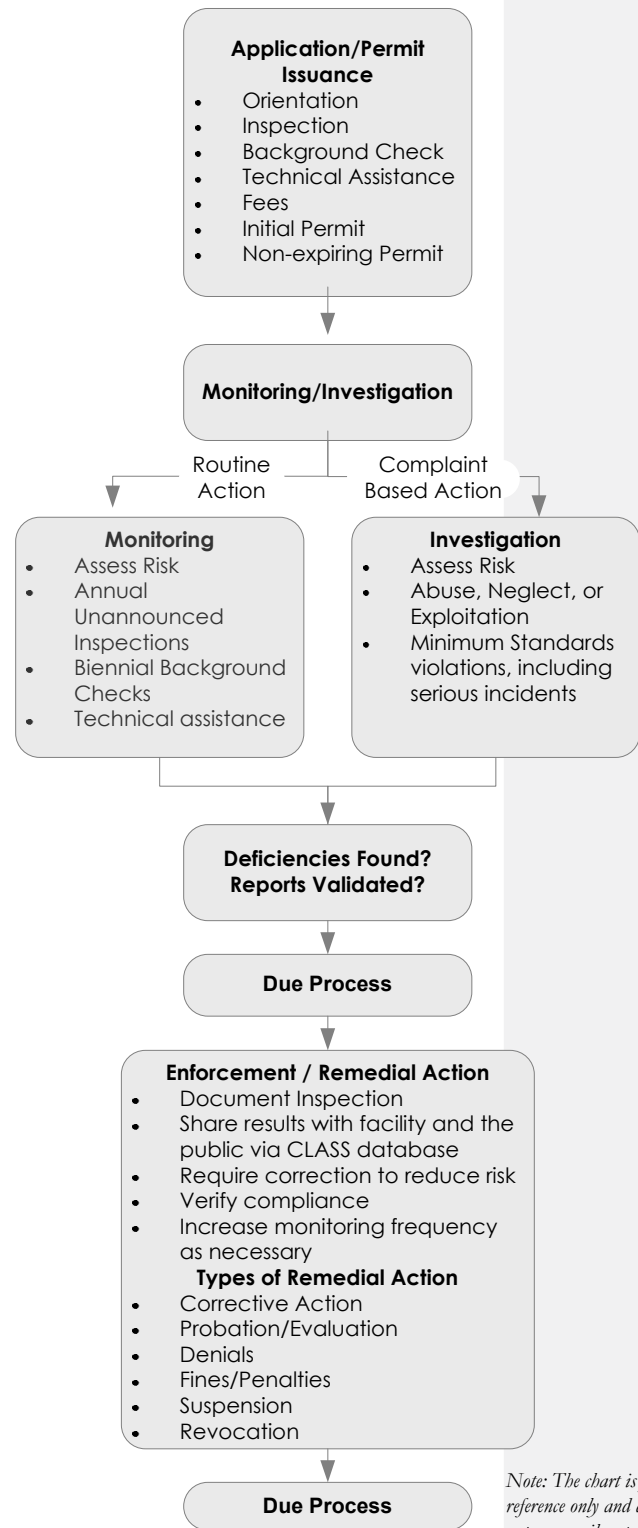 Application/Permit
Issuance
• Orientation
• Inspection
• Background Check
• Technical Assistance
• Fees
• Initial Permit
• Non-expiring Permit
Monitoring/Investigation
Routine
Action
Complaint
Based Action
Monitoring
• Assess Risk
• Annual
Unannounced
Inspections
• Biennial Background
Checks
• Technical assistance
Investigation
• Assess Risk
• Abuse, Neglect, or
Exploitation
• Minimum Standards
violations, including
serious incidents
Deficiencies Found?
Reports Validated?
Due Process
Enforcement / Remedial Action
• Document Inspection
• Share results with facility and the
public via CLASS database
• Require correction to reduce risk
• Verify compliance
• Increase monitoring frequency
as necessary
Types of Remedial Action
• Corrective Action
• Probation/Evaluation
• Denials
• Fines/Penalties
• Suspension
• Revocation
Due Process
Note: The chart is
reference only and